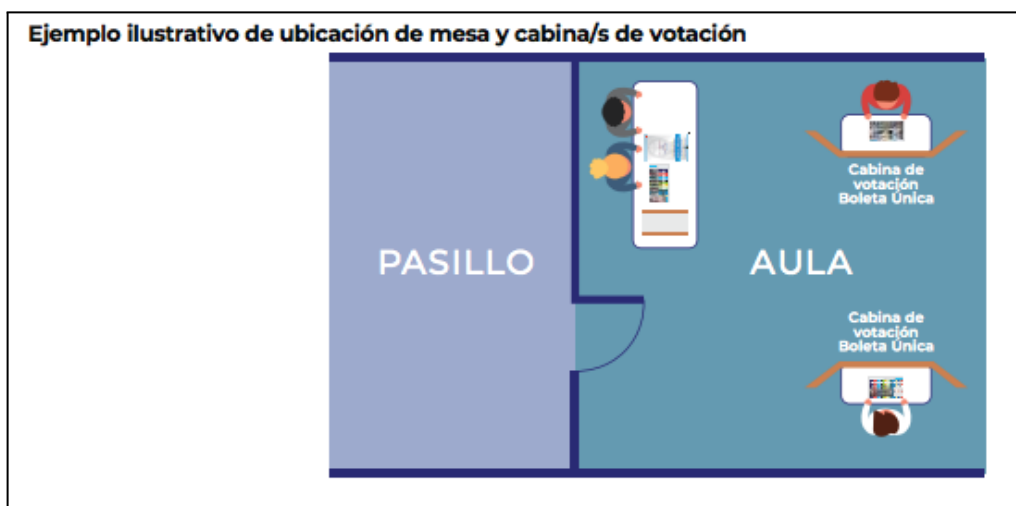 Ejemplo ilustrativo de ubicación de mesa y cabina/s de votación
Cabina de
votación
Boleta Única
PASILLO
AULA
Cabina de
votación
Boleta Única